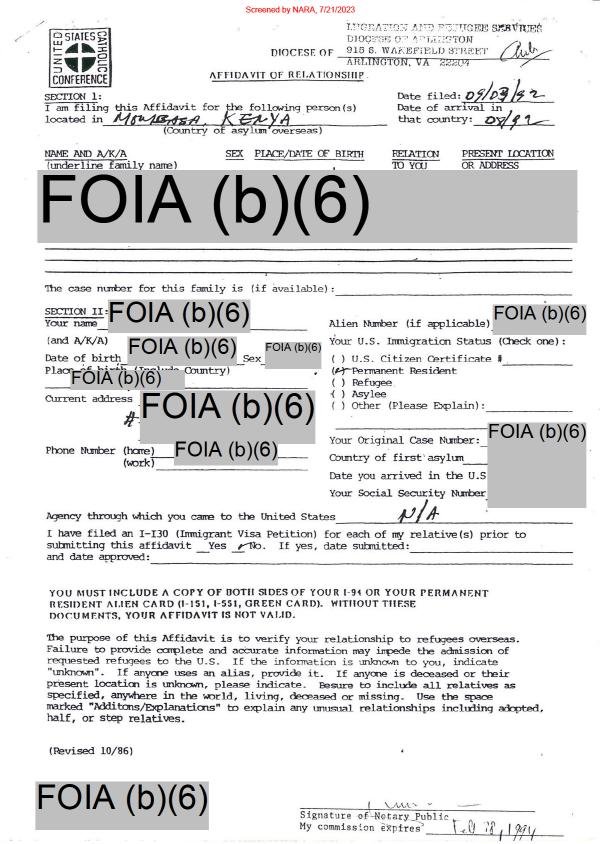 Screened by NARA, 7/21/2023
UNITED STATES CATHOLIC CONFERENCE
DIOCESE OF
DIOCESE OF ARLINGTON
915 S. WAKEFIELD STREET
ARLINGTON, VA 22204
AFFIDAVIT OF RELATIONSHIP
SECTION 1: Date filed: 09/03/92
I am filing this Affidavit for the following person(s) Date of arrival in
located in MOMBASA, KENYA that country: 08/92
(Country of asylum overseas)
NAME AND A/K/A SEX PLACE/DATE OF BIRTH RELATION PRESENT LOCATION
(underline family name) TO YOU OR ADDRESS
FOIA (b)(6)
The case number for this family is (if available):
SECTION II: FOIA (b)(6) FOIA (b)(6)
Your name Alien Number (if applicable)
(and A/K/A) FOIA (b)(6) Your U.S. Immigration Status (Check one):
Date of birth Sex FOIA (b)(6) ( ) U.S. Citizen Certificate #
Place of birth (Include Country) (✓) Permanent Resident
FOIA (b)(6) ( ) Refugee
Current address FOIA (b)(6) ( ) Asylee
# ( ) Other (Please Explain):
Your Original Case Number: FOIA (b)(6)
Phone Number (home) FOIA (b)(6) Country of first asylum
(work) Date you arrived in the U.S
Your Social Security Number
Agency through which you came to the United States N/A
I have filed an I-130 (Immigrant Visa Petition) for each of my relative(s) prior to
submitting this affidavit Yes ✓No. If yes, date submitted:
and date approved:
YOU MUST INCLUDE A COPY OF BOTH SIDES OF YOUR I-94 OR YOUR PERMANENT
RESIDENT ALIEN CARD (I-151, I-551, GREEN CARD). WITHOUT THESE
DOCUMENTS, YOUR AFFIDAVIT IS NOT VALID.
The purpose of this Affidavit is to verify your relationship to refugees overseas.
Failure to provide complete and accurate information may impede the admission of
requested refugees to the U.S. If the information is unknown to you, indicate
"unknown". If anyone uses an alias, provide it. If anyone is deceased or their
present location is unknown, please indicate. Besure to include all relatives as
specified, anywhere in the world, living, deceased or missing. Use the space
marked "Additons/Explanations" to explain any unusual relationships including adopted,
half, or step relatives.
(Revised 10/86)
FOIA (b)(6)
Signature of Notary Public
My commission expires Feb 28, 1994